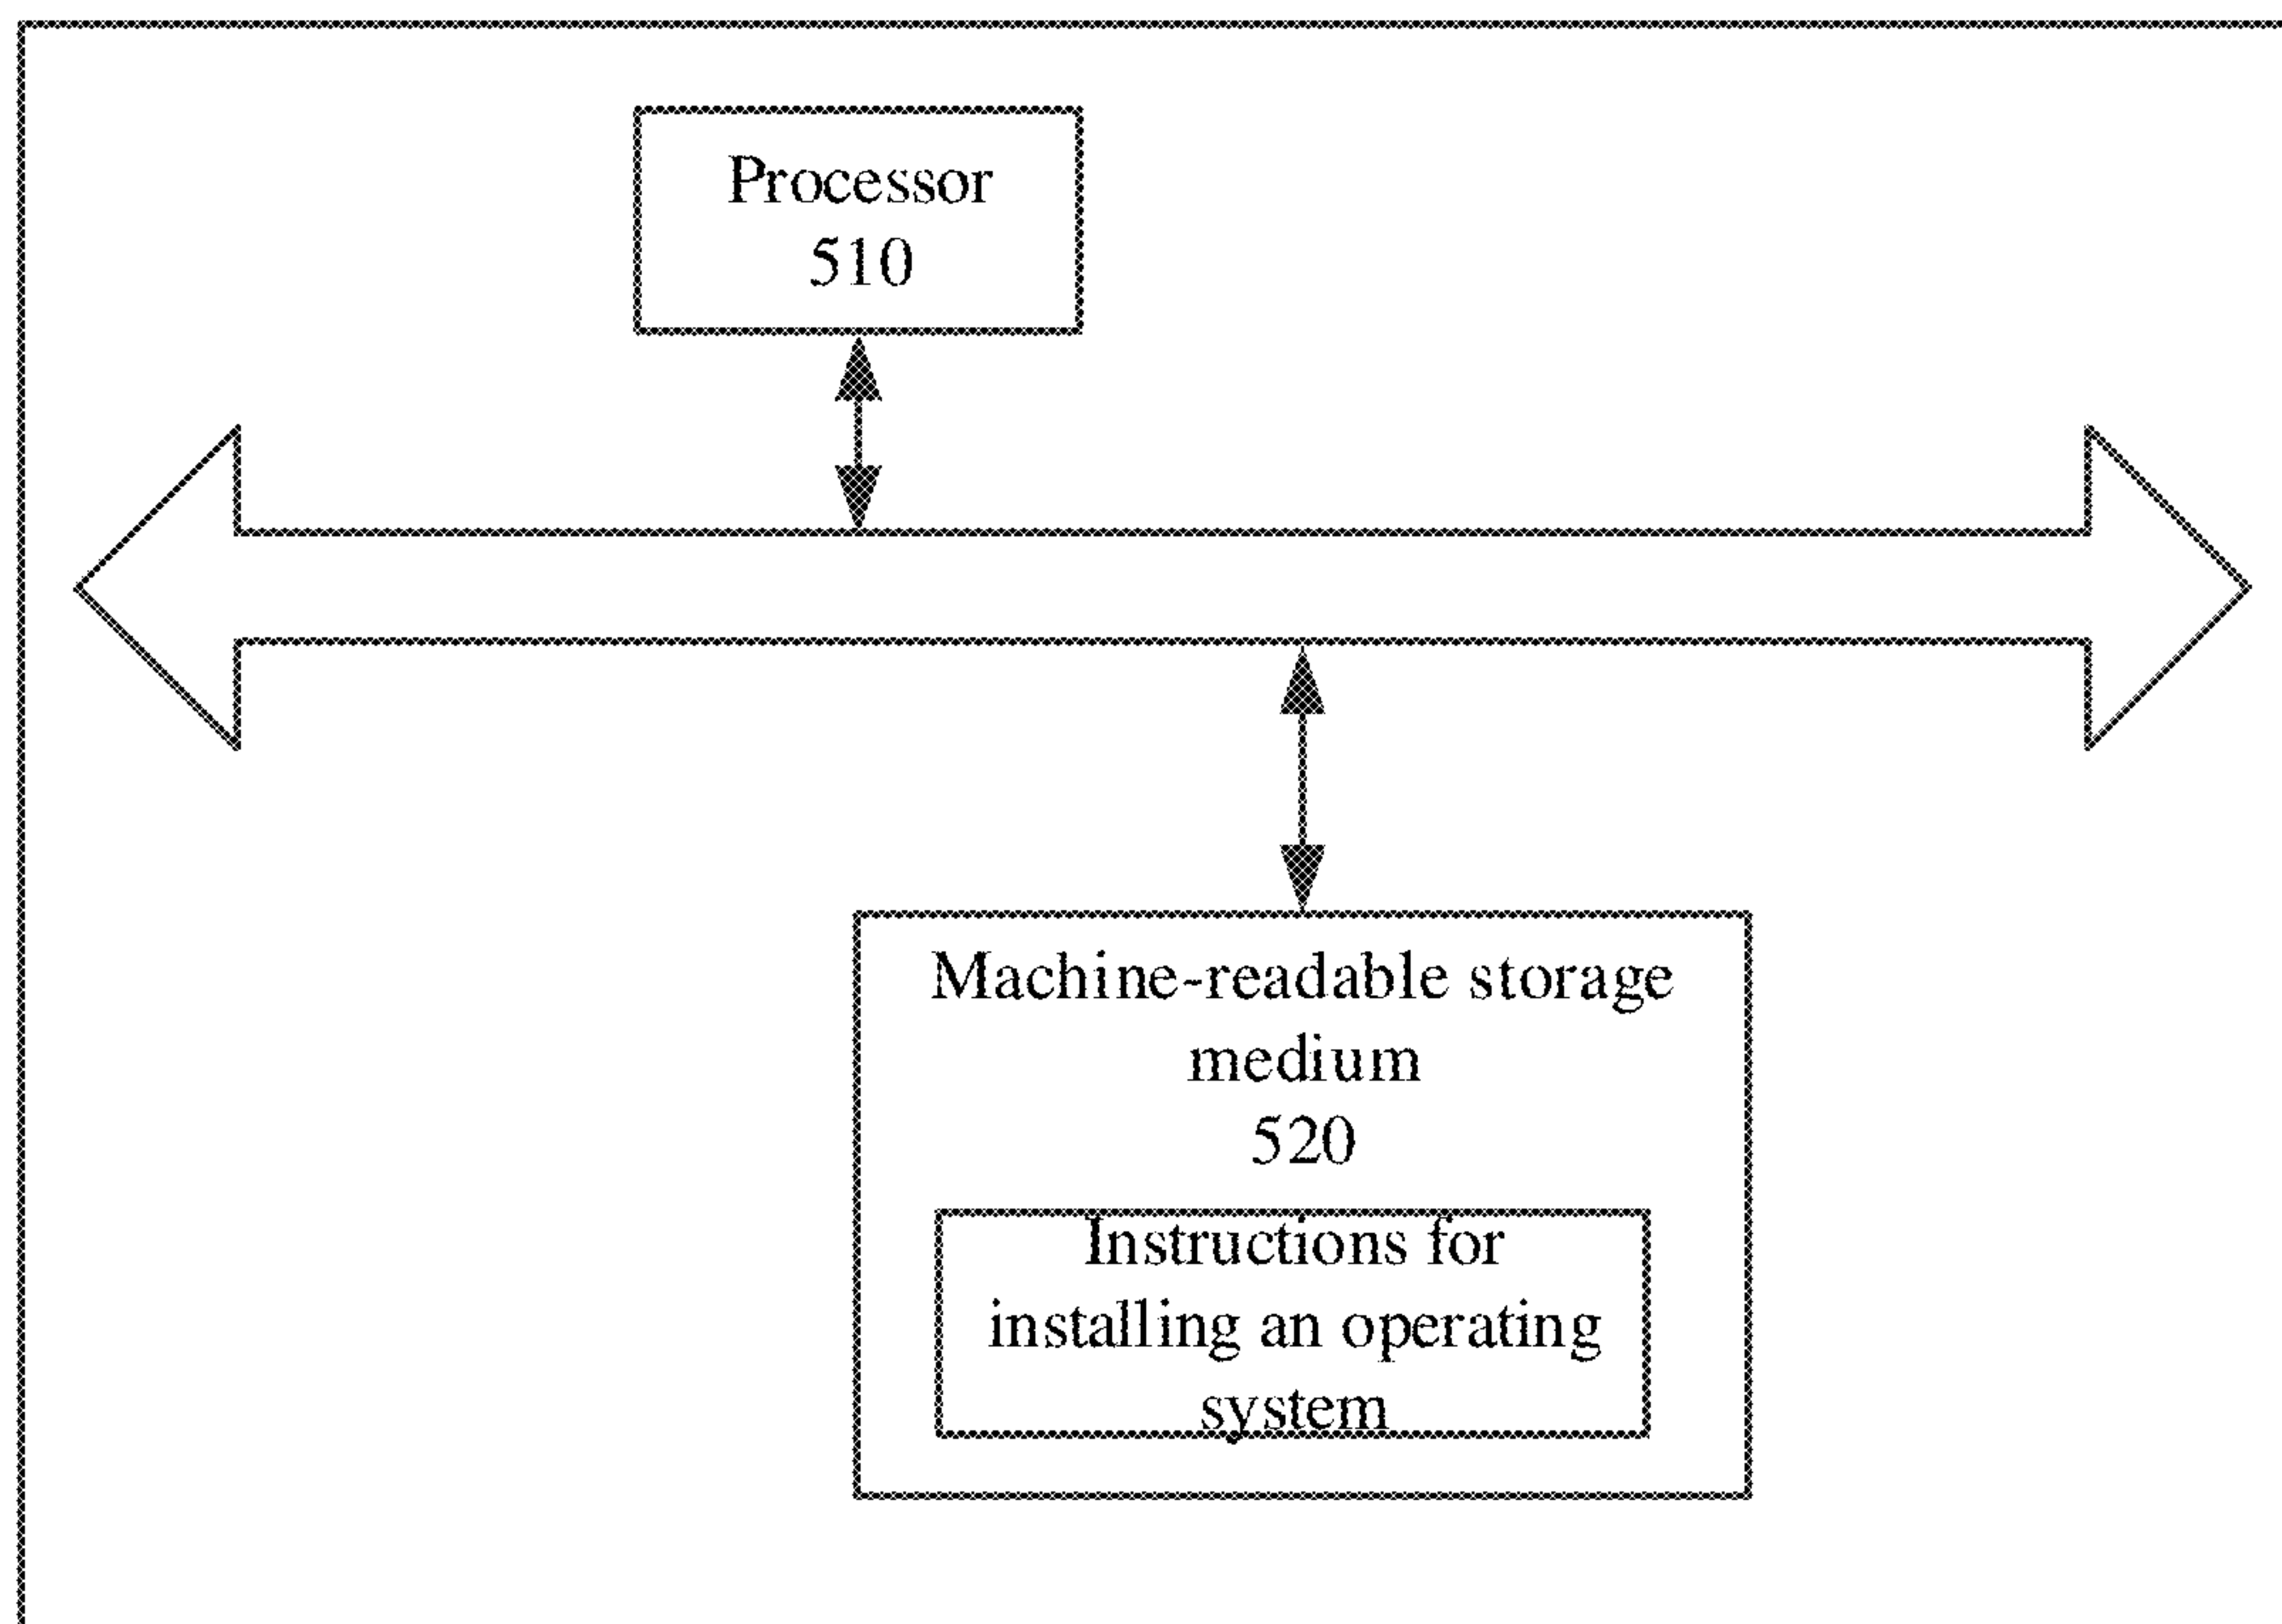 Processor
510
Machine-readable storage
medium
520
Instructions for
installing an operating
system